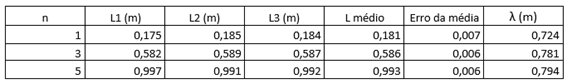 n L1 (m) L2 (m) L3 (m) L médio Erro da média λ (m)
1 0,175 0,185 0,184 0,181 0,007 0,724
3 0,582 0,589 0,587 0,586 0,006 0,781
5 0,997 0,991 0,992 0,993 0,006 0,794